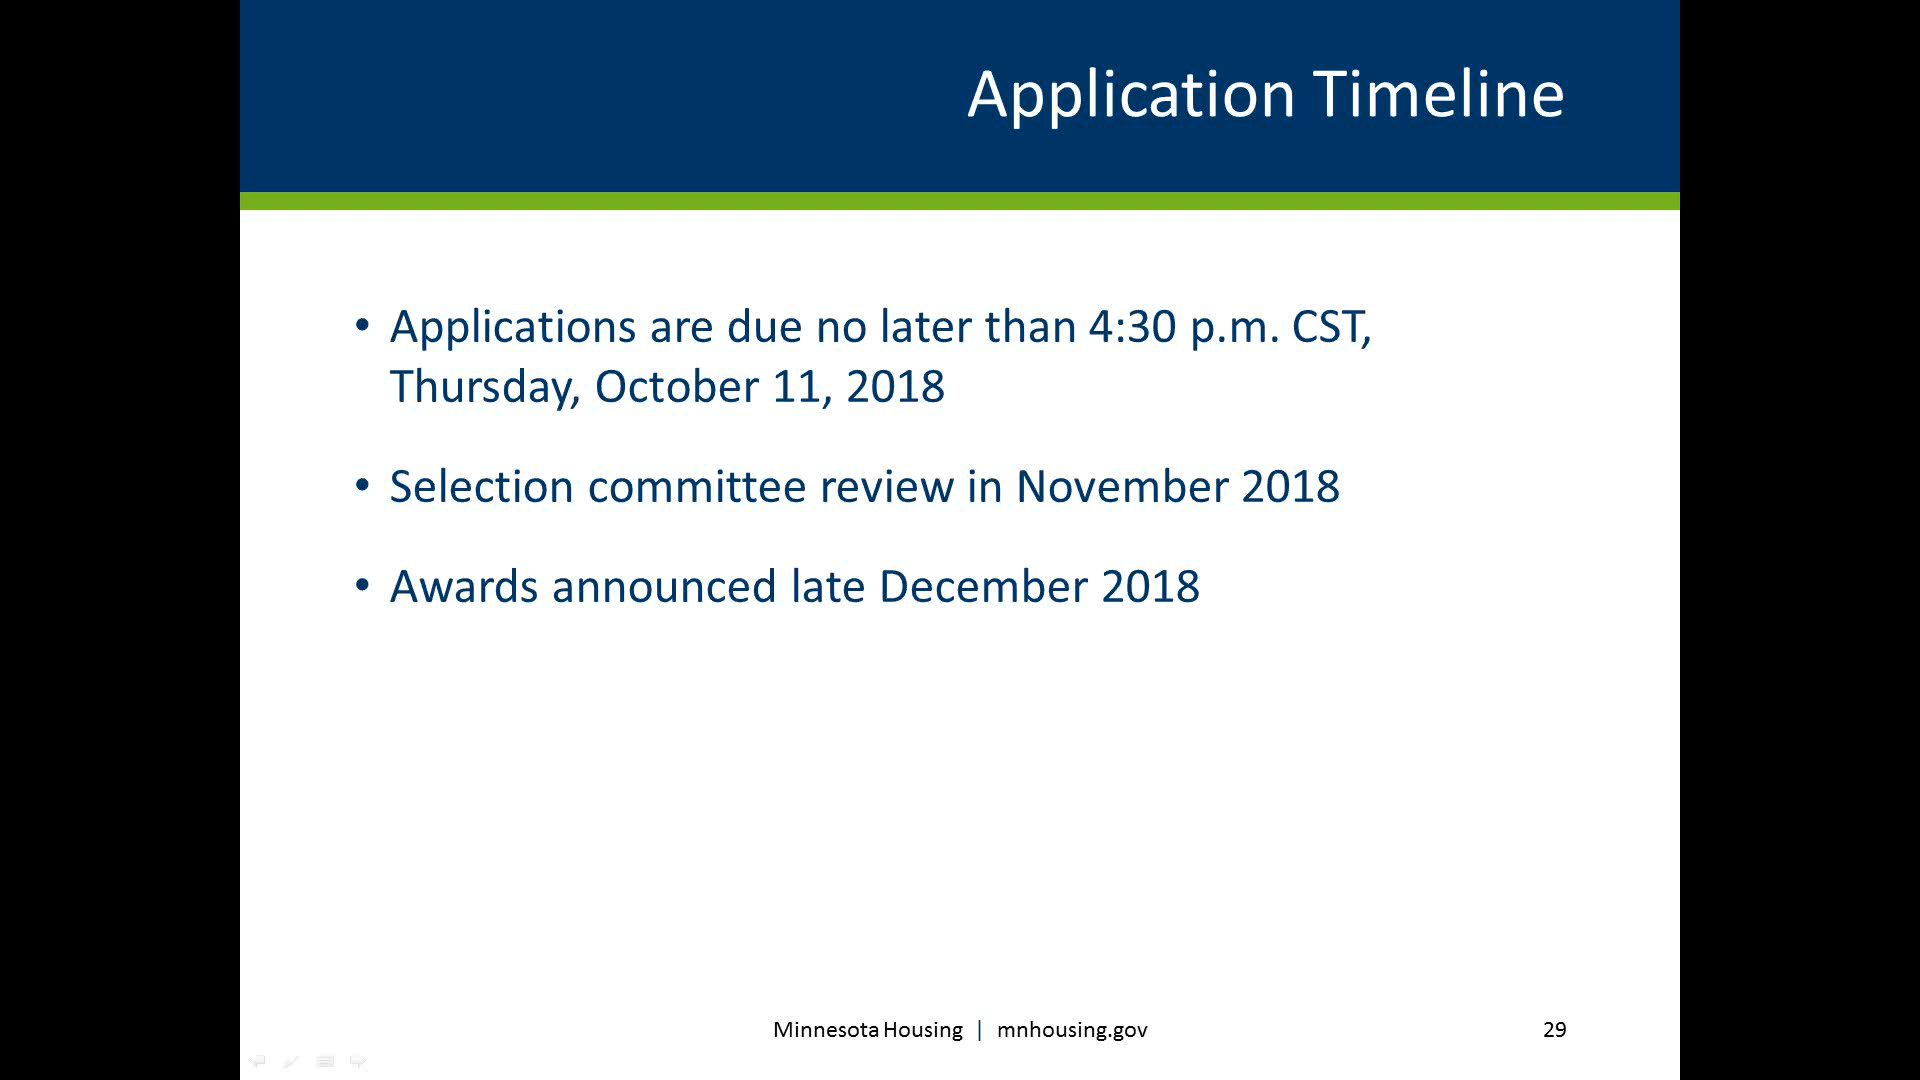 Application Timeline
• Applications are due no later than 4:30 p.m. CST,
Thursday, October 11, 2018
• Selection committee review in November 2018
• Awards announced late December 2018
Minnesota Housing | mnhousing.gov
29